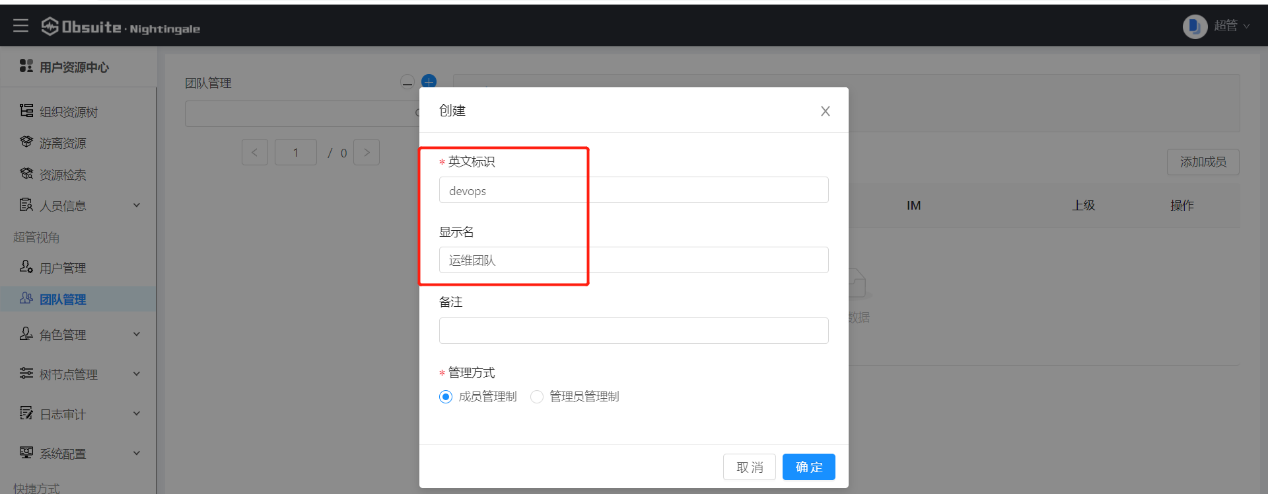 Obsuite · Nightingale
超管
用户资源中心
组织资源树
游离资源
资源检索
人员信息
超管视角
用户管理
团队管理
角色管理
树节点管理
日志审计
系统配置
快捷方式
团队管理
1 / 0
创建
* 英文标识
devops
显示名
运维团队
备注
* 管理方式
成员管理制 管理员管理制
取消 确定
添加成员
IM 上级 操作
数据